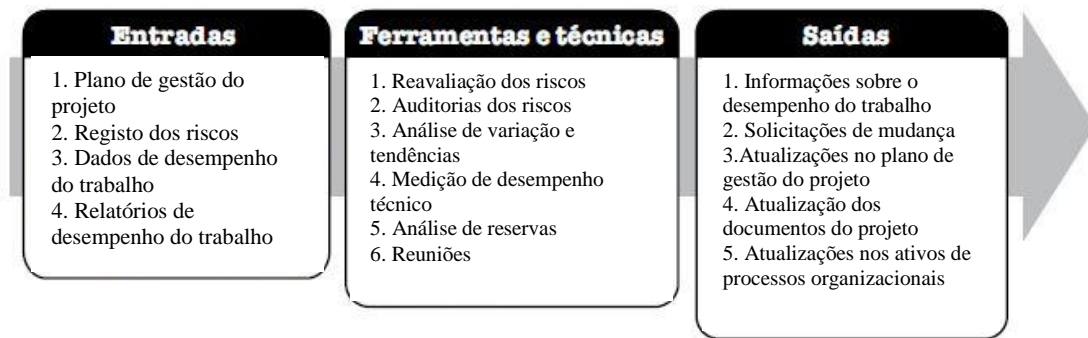 Entradas
1. Plano de gestão do
projeto
2. Registo dos riscos
3. Dados de desempenho
do trabalho
4. Relatórios de
desempenho do trabalho
Ferramentas e técnicas
1. Reavaliação dos riscos
2. Auditorias dos riscos
3. Análise de variação e
tendências
4. Medição de desempenho
técnico
5. Análise de reservas
6. Reuniões
Saídas
1. Informações sobre o
desempenho do trabalho
2. Solicitações de mudança
3.Atualizações no plano de
gestão do projeto
4. Atualização dos
documentos do projeto
5. Atualizações nos ativos de
processos organizacionais